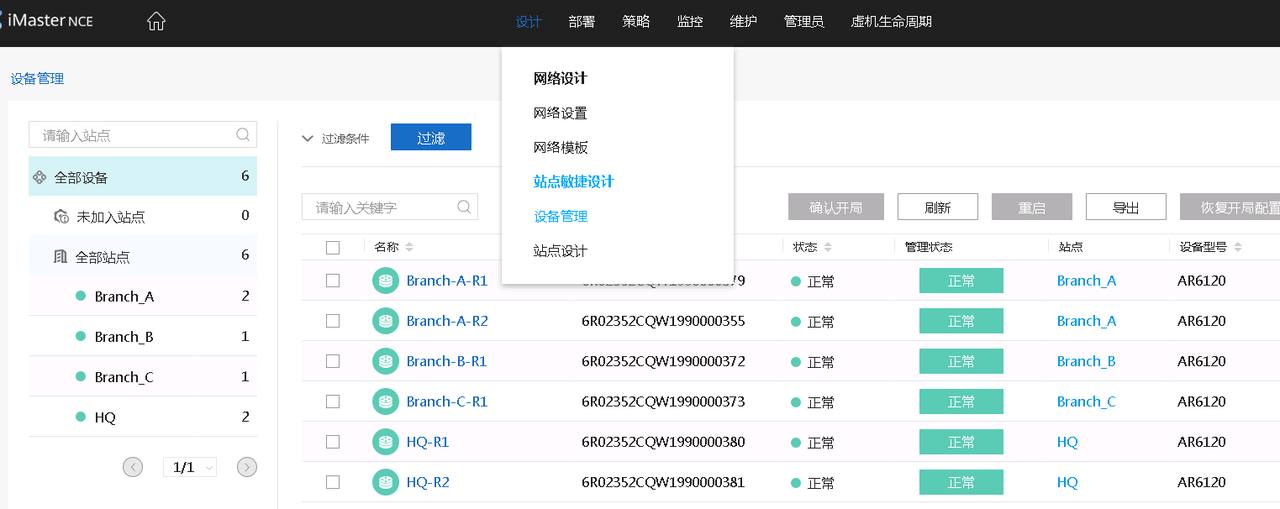 iMaster NCE 设计 部署 策略 监控 维护 管理员 虚机生命周期
设备管理
网络设计
网络设置
网络模板
站点敏捷设计
设备管理
站点设计
请输入站点
全部设备 6
未加入站点 0
全部站点 6
Branch_A 2
Branch_B 1
Branch_C 1
HQ 2
1/1
过滤条件 过滤
请输入关键字 确认开局 刷新 重启 导出 恢复开局配置
名称 状态 管理状态 站点 设备型号
Branch-A-R1 6R02352CQW1990000379 正常 正常 Branch_A AR6120
Branch-A-R2 6R02352CQW1990000355 正常 正常 Branch_A AR6120
Branch-B-R1 6R02352CQW1990000372 正常 正常 Branch_B AR6120
Branch-C-R1 6R02352CQW1990000373 正常 正常 Branch_C AR6120
HQ-R1 6R02352CQW1990000380 正常 正常 HQ AR6120
HQ-R2 6R02352CQW1990000381 正常 正常 HQ AR6120